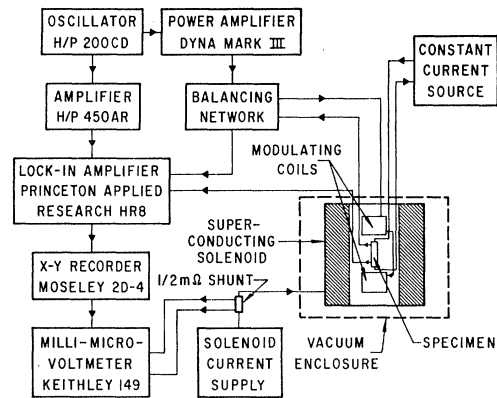 OSCILLATOR
H/P 200CD
POWER AMPLIFIER
DYNA MARK III
CONSTANT
CURRENT
SOURCE
AMPLIFIER
H/P 450AR
BALANCING
NETWORK
MODULATING
COILS
LOCK-IN AMPLIFIER
PRINCETON APPLIED
RESEARCH HR8
SUPER-
CONDUCTING
SOLENOID
X-Y RECORDER
MOSELEY 2D-4
1/2mΩ SHUNT
MILLI-MICRO-
VOLTMETER
KEITHLEY 149
SOLENOID
CURRENT
SUPPLY
VACUUM
ENCLOSURE
SPECIMEN